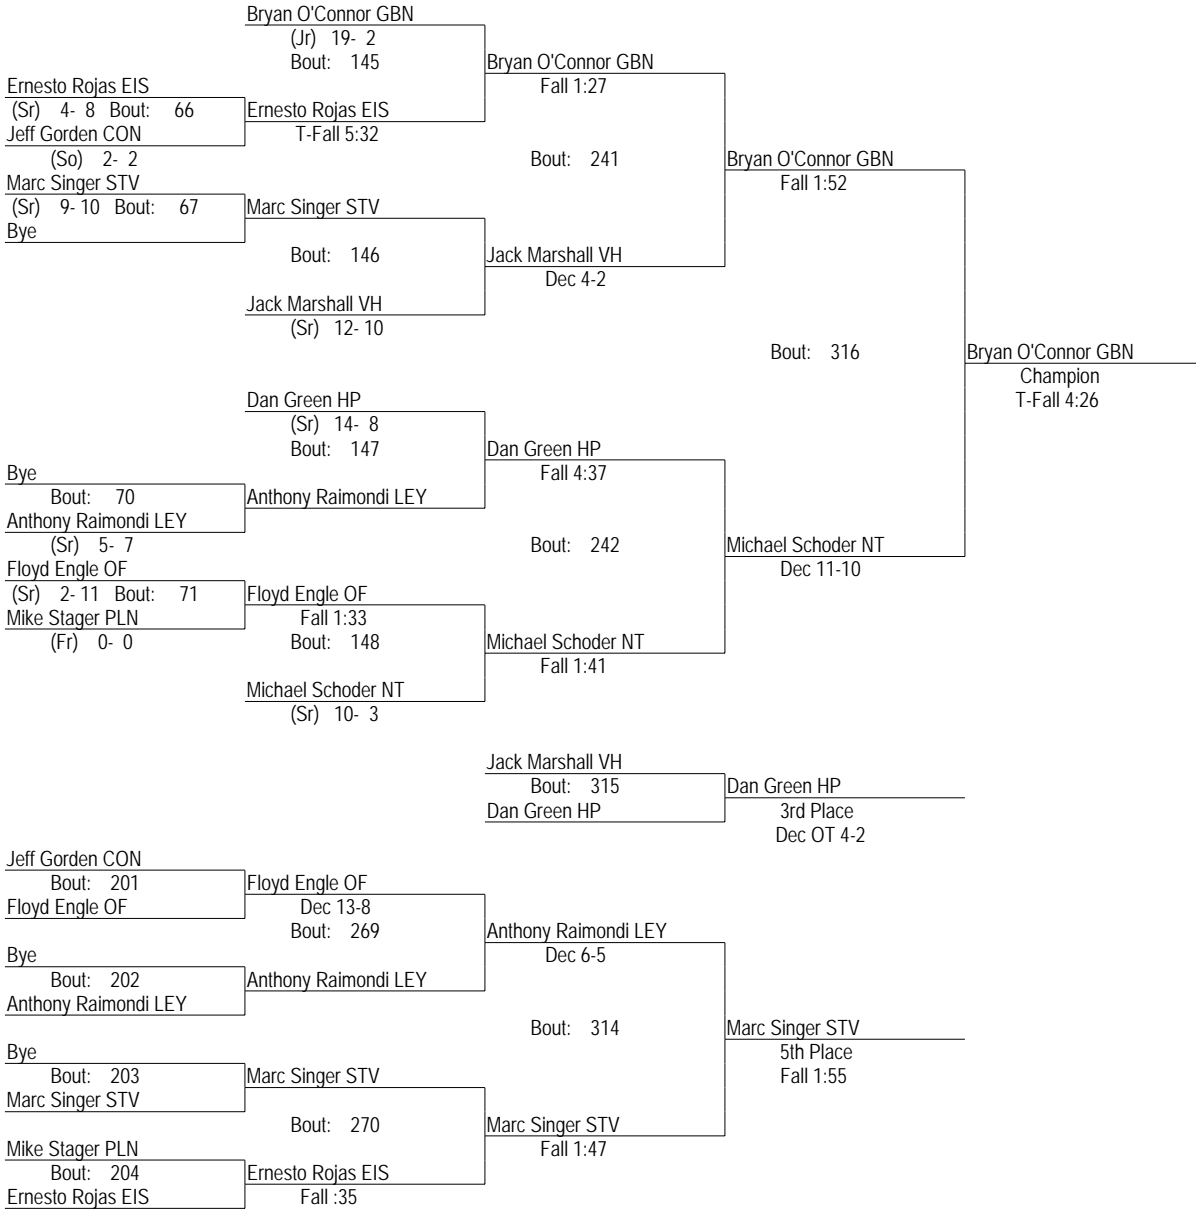 Bryan O'Connor GBN
(Jr) 19- 2
Bout: 145
Bryan O'Connor GBN
Fall 1:27
Ernesto Rojas EIS
(Sr) 4- 8 Bout: 66
Ernesto Rojas EIS
T-Fall 5:32
Jeff Gorden CON
(So) 2- 2
Bout: 241
Bryan O'Connor GBN
Fall 1:52
Marc Singer STV
(Sr) 9- 10 Bout: 67
Marc Singer STV
Bye
Bout: 146
Jack Marshall VH
Dec 4-2
Jack Marshall VH
(Sr) 12- 10
Bout: 316
Bryan O'Connor GBN
Champion
T-Fall 4:26
Dan Green HP
(Sr) 14- 8
Bout: 147
Dan Green HP
Fall 4:37
Bye
Bout: 70
Anthony Raimondi LEY
Anthony Raimondi LEY
(Sr) 5- 7
Bout: 242
Michael Schoder NT
Dec 11-10
Floyd Engle OF
(Sr) 2- 11 Bout: 71
Floyd Engle OF
Fall 1:33
Mike Stager PLN
(Fr) 0- 0
Bout: 148
Michael Schoder NT
Fall 1:41
Michael Schoder NT
(Sr) 10- 3
Jack Marshall VH
Bout: 315
Dan Green HP
Dan Green HP
3rd Place
Dec OT 4-2
Jeff Gorden CON
Bout: 201
Floyd Engle OF
Floyd Engle OF
Dec 13-8
Bout: 269
Anthony Raimondi LEY
Dec 6-5
Bye
Bout: 202
Anthony Raimondi LEY
Anthony Raimondi LEY
Bout: 314
Marc Singer STV
5th Place
Fall 1:55
Bye
Bout: 203
Marc Singer STV
Marc Singer STV
Bout: 270
Marc Singer STV
Fall 1:47
Mike Stager PLN
Bout: 204
Ernesto Rojas EIS
Ernesto Rojas EIS
Fall :35